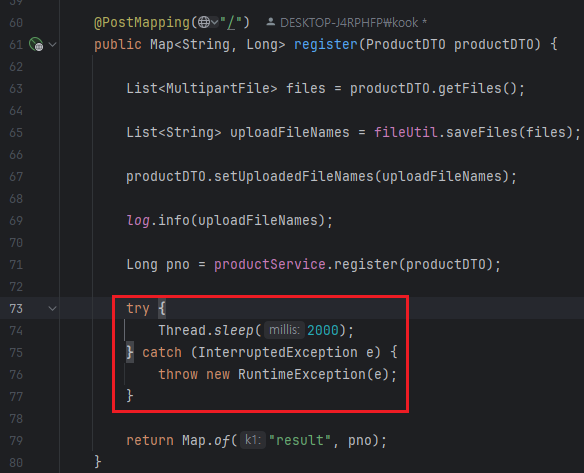 59
60 @PostMapping("/") DESKTOP-J4RPHFP₩kook *
61 public Map<String, Long> register(ProductDTO productDTO) {
62
63 List<MultipartFile> files = productDTO.getFiles();
64
65 List<String> uploadFileNames = fileUtil.saveFiles(files);
66
67 productDTO.setUploadedFileNames(uploadFileNames);
68
69 log.info(uploadFileNames);
70
71 Long pno = productService.register(productDTO);
72
73 try {
74 Thread.sleep( millis: 2000);
75 } catch (InterruptedException e) {
76 throw new RuntimeException(e);
77 }
78
79 return Map.of( k1: "result", pno);
80 }